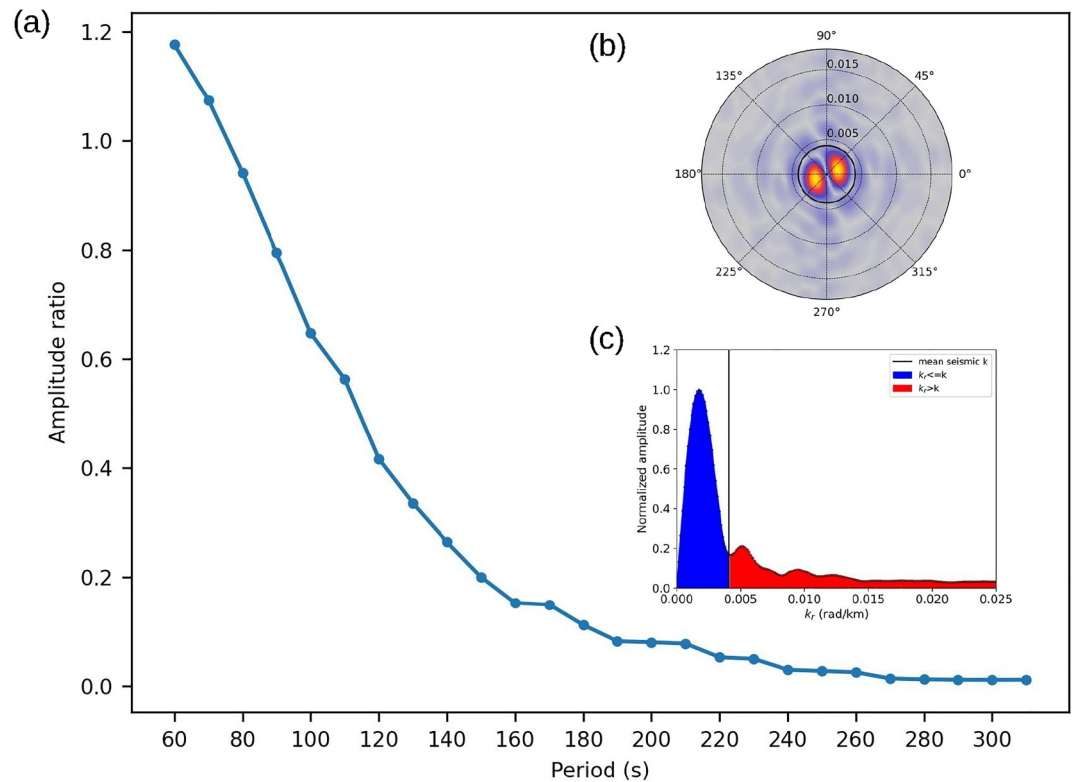 (a)
1.2
1.0
0.8
0.6
0.4
0.2
0.0
Amplitude ratio
60 80 100 120 140 160 180 200 220 240 260 280 300
Period (s)
(b)
90°
135° 45°
0.015
0.010
0.005
180° 0°
225° 315°
270°
(c)
1.2
1.0
0.8
0.6
0.4
0.2
0.0
Normalized amplitude
mean seismic k
kᵣ<=k
kᵣ>k
0.000 0.005 0.010 0.015 0.020 0.025
kᵣ (rad/km)